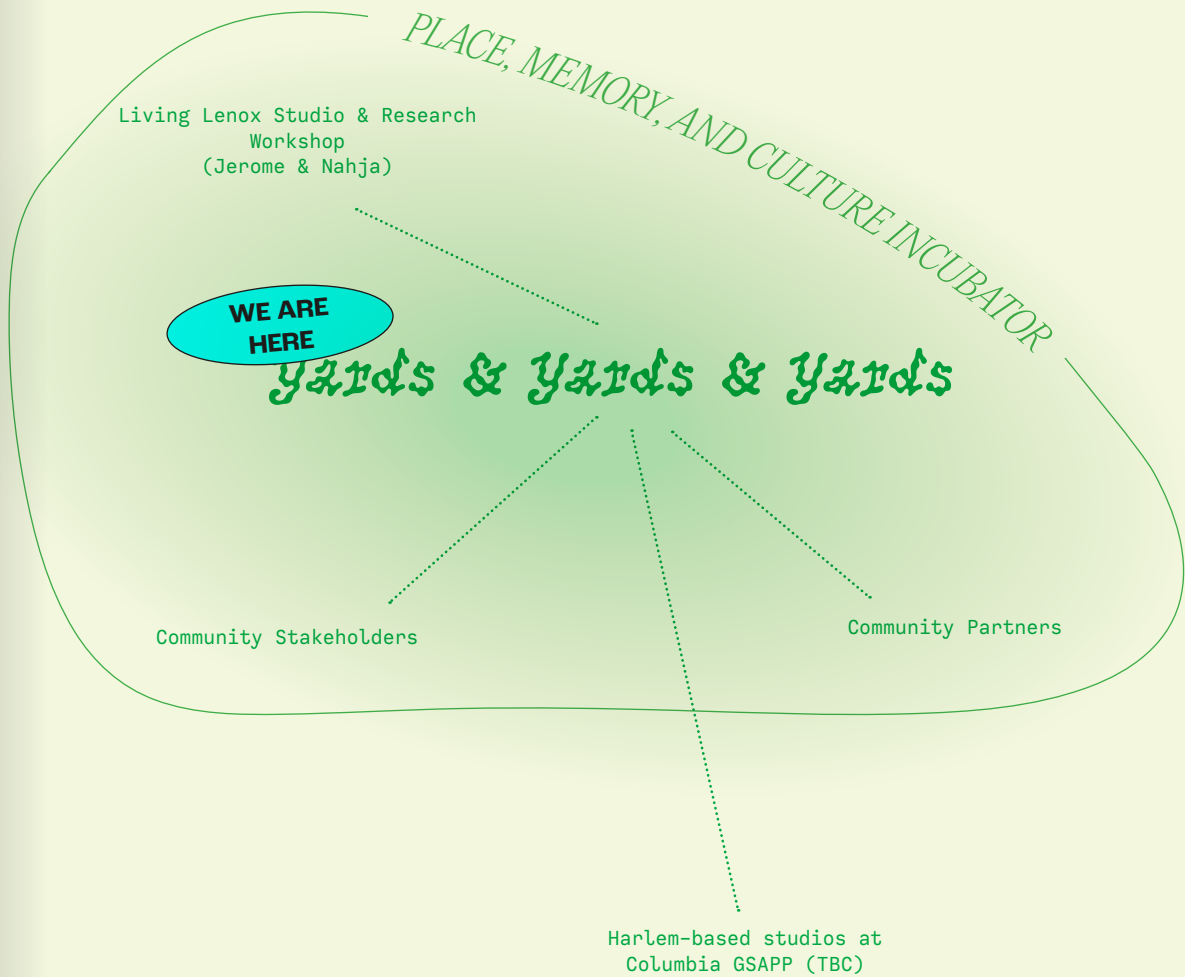 PLACE, MEMORY, AND CULTURE INCUBATOR
Living Lenox Studio & Research
Workshop
(Jerome & Nahja)
WE ARE
HERE
Yards & Yards & Yards
Community Stakeholders
Community Partners
Harlem-based studios at
Columbia GSAPP (TBC)